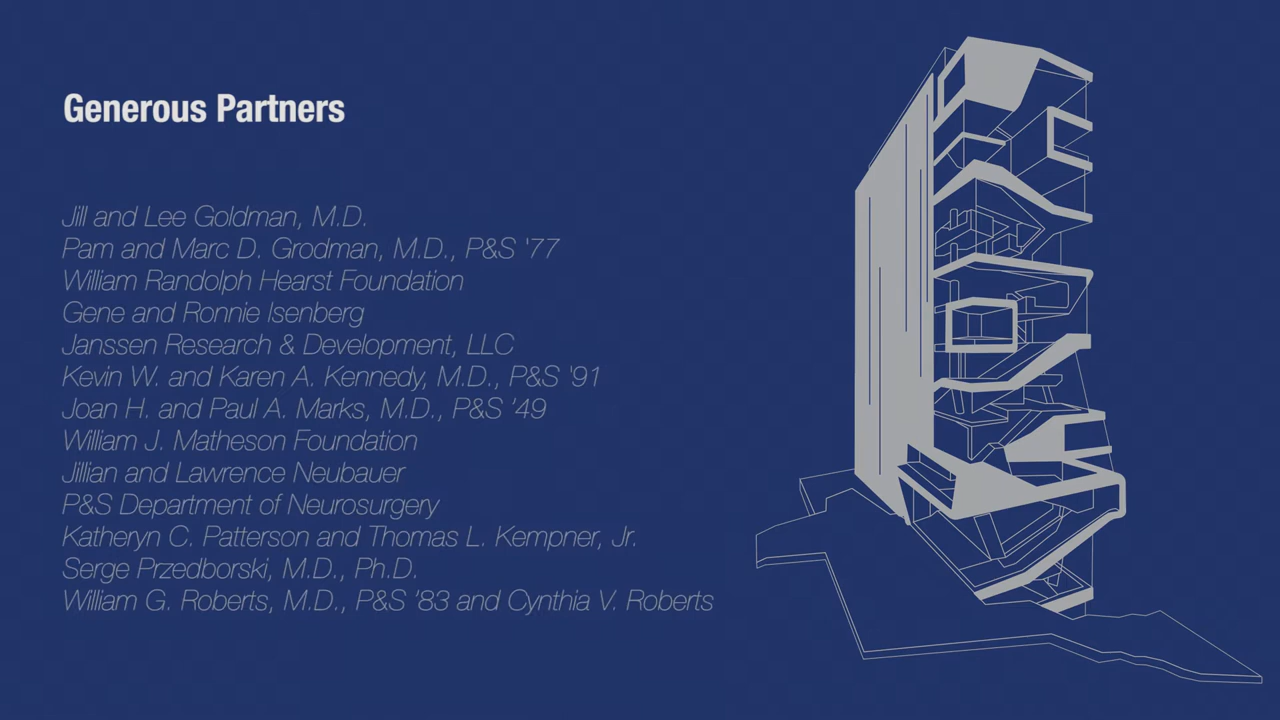 Generous Partners
Jill and Lee Goldman, M.D.
Pam and Marc D. Grodman, M.D., P&S '77
William Randolph Hearst Foundation
Gene and Ronnie Isenberg
Janssen Research & Development, LLC
Kevin W. and Karen A. Kennedy, M.D., P&S '91
Joan H. and Paul A. Marks, M.D., P&S '49
William J. Matheson Foundation
Jillian and Lawrence Neubauer
P&S Department of Neurosurgery
Katheryn C. Patterson and Thomas L. Kempner, Jr.
Serge Przedborski, M.D., Ph.D.
William G. Roberts, M.D., P&S '83 and Cynthia V. Roberts